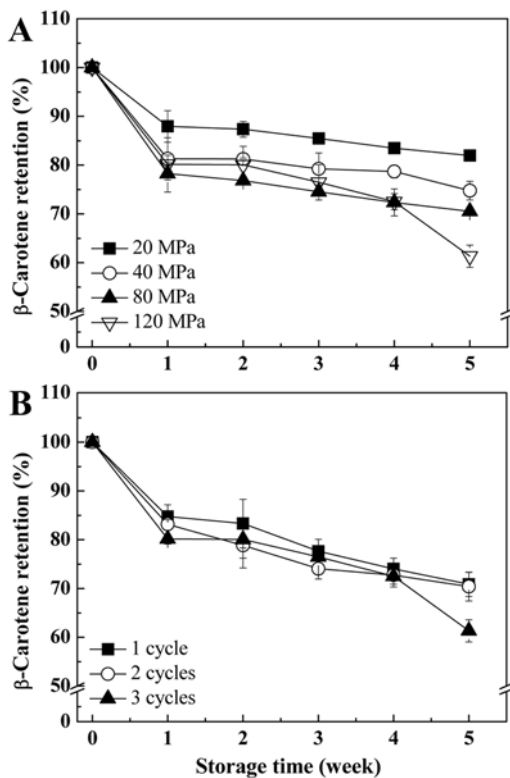 A
110
100
90
80
70
60
50
0
β-Carotene retention (%)
20 MPa
40 MPa
80 MPa
120 MPa
0 1 2 3 4 5
B
110
100
90
80
70
60
50
0
β-Carotene retention (%)
1 cycle
2 cycles
3 cycles
0 1 2 3 4 5
Storage time (week)